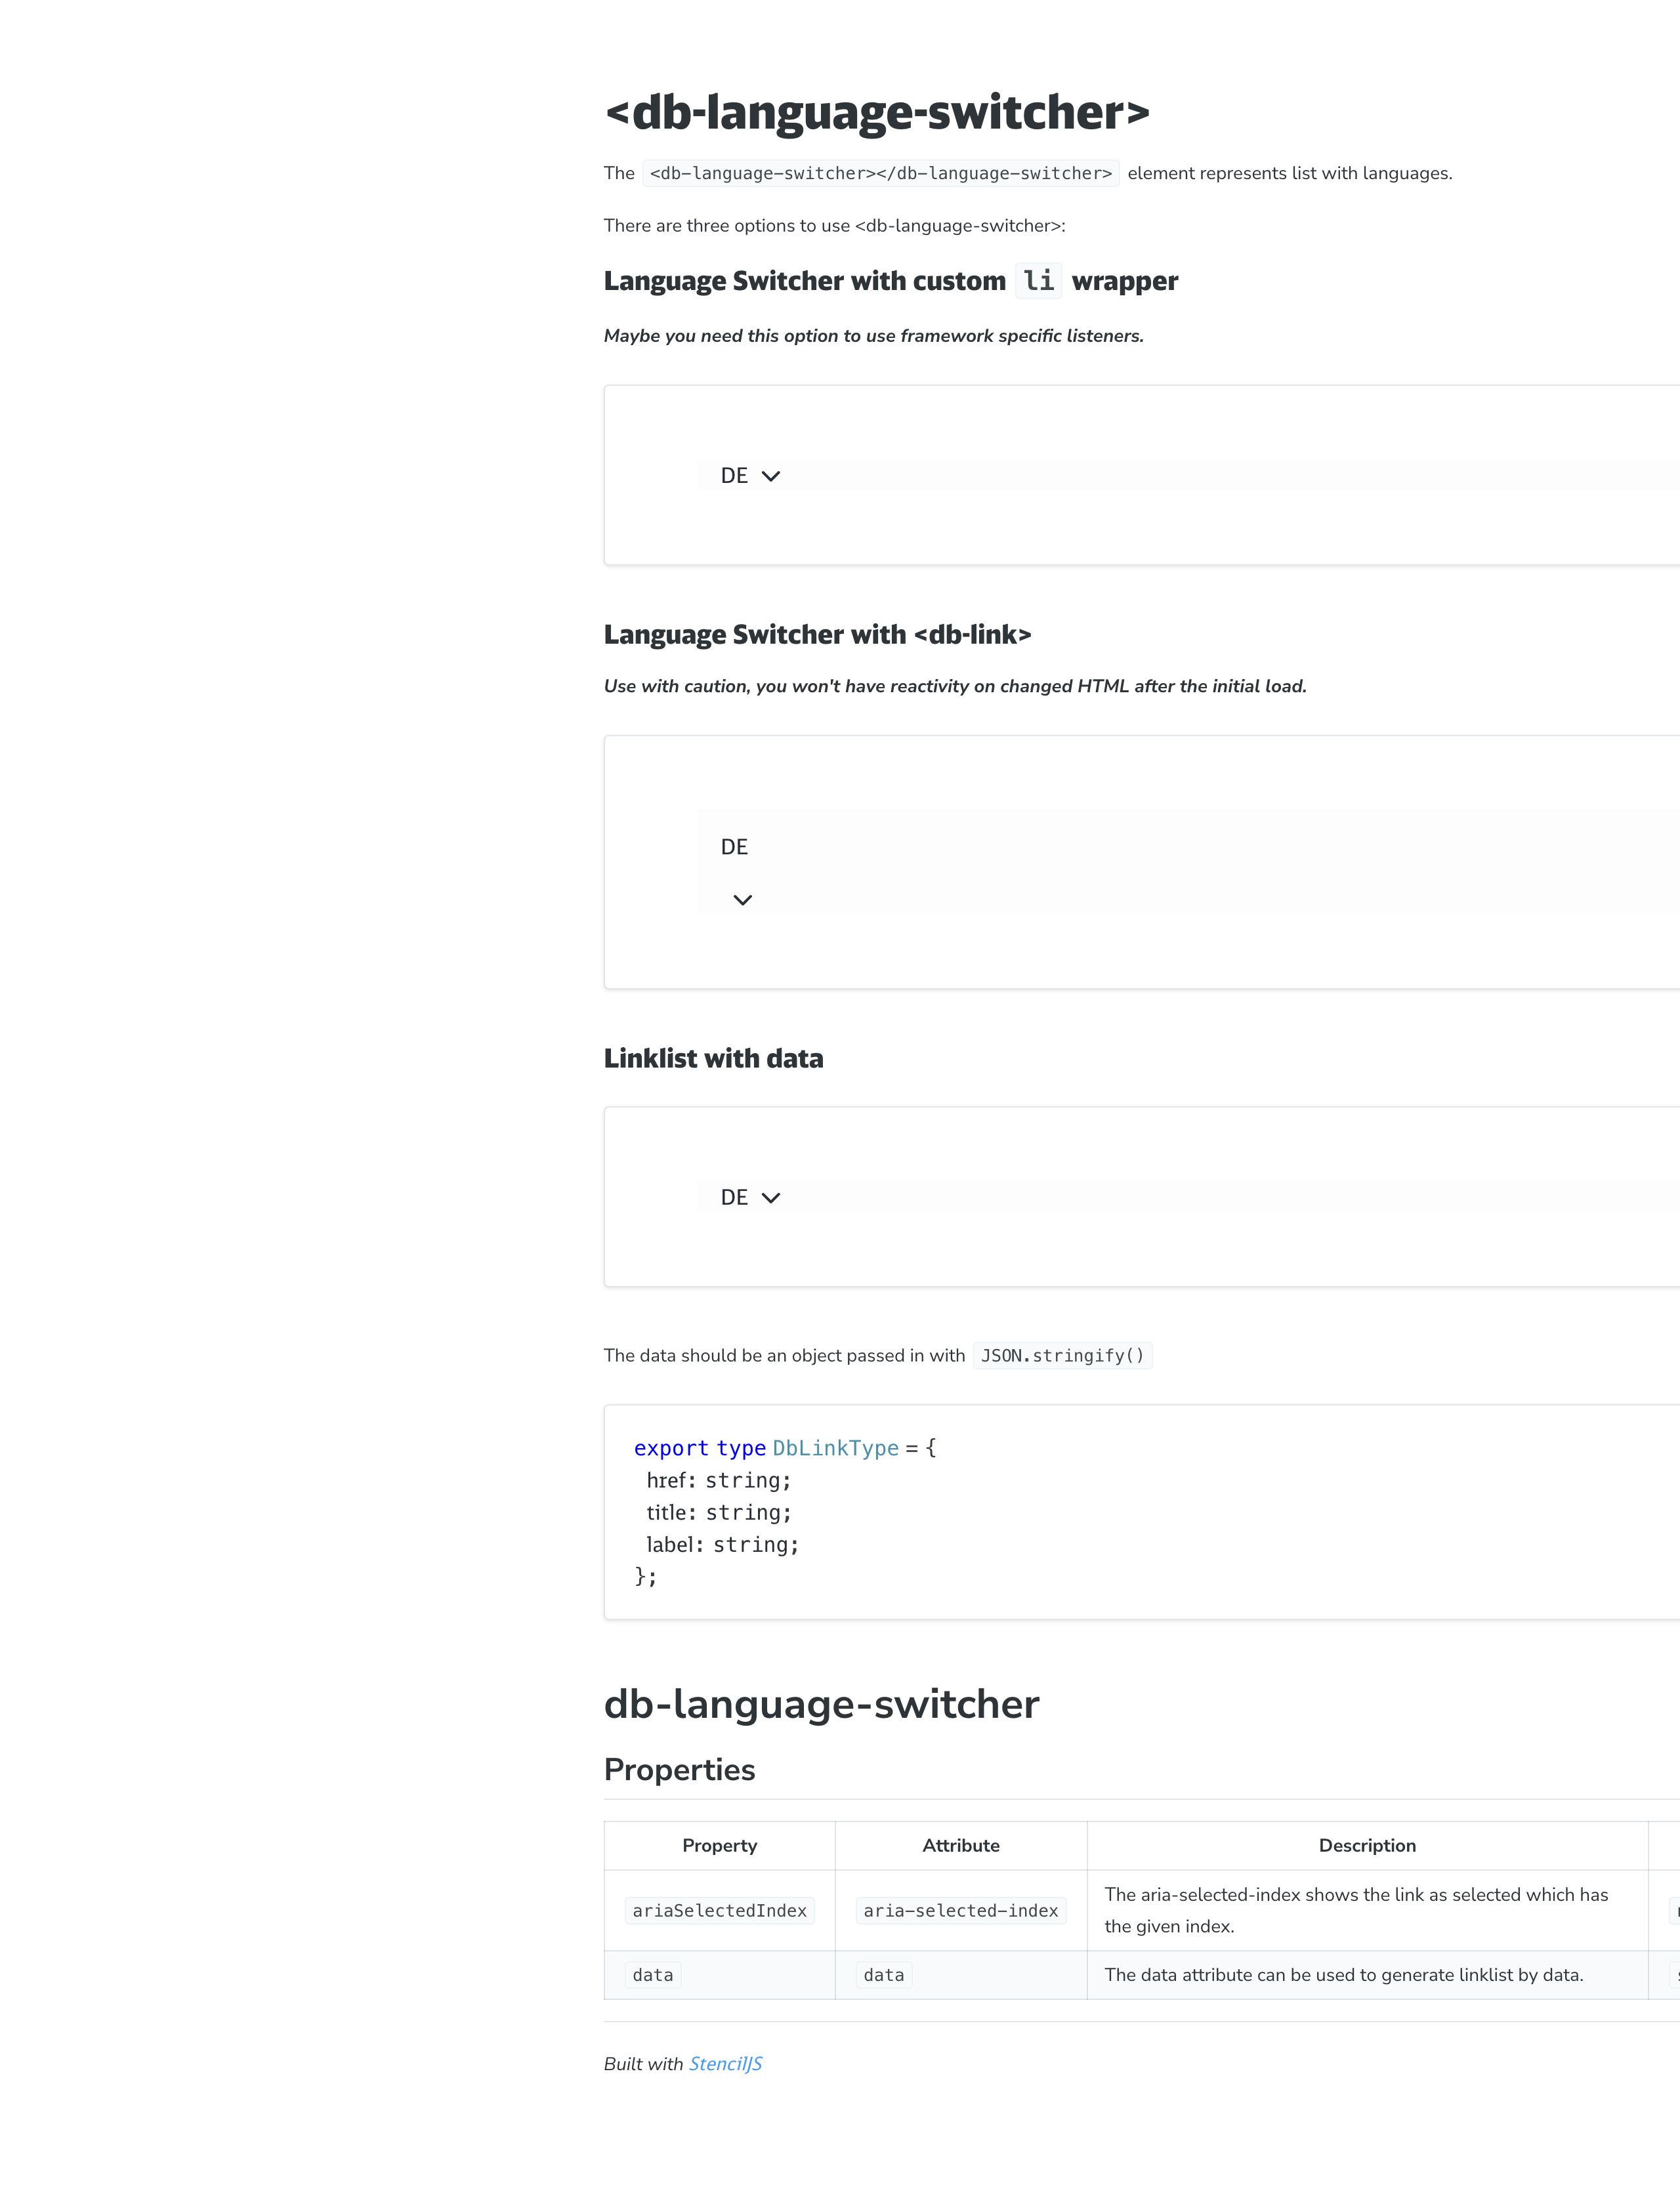 <db-language-switcher>
The <db-language-switcher></db-language-switcher> element represents list with languages.
There are three options to use <db-language-switcher>:
Language Switcher with custom li wrapper
Maybe you need this option to use framework specific listeners.
DE
Language Switcher with <db-link>
Use with caution, you won't have reactivity on changed HTML after the initial load.
DE
Linklist with data
DE
The data should be an object passed in with JSON.stringify()
export type DbLinkType = {
href: string;
title: string;
label: string;
};
db-language-switcher
Properties
Property Attribute Description
ariaSelectedIndex aria-selected-index The aria-selected-index shows the link as selected which has
the given index.
data data The data attribute can be used to generate linklist by data.
Built with StencilJS